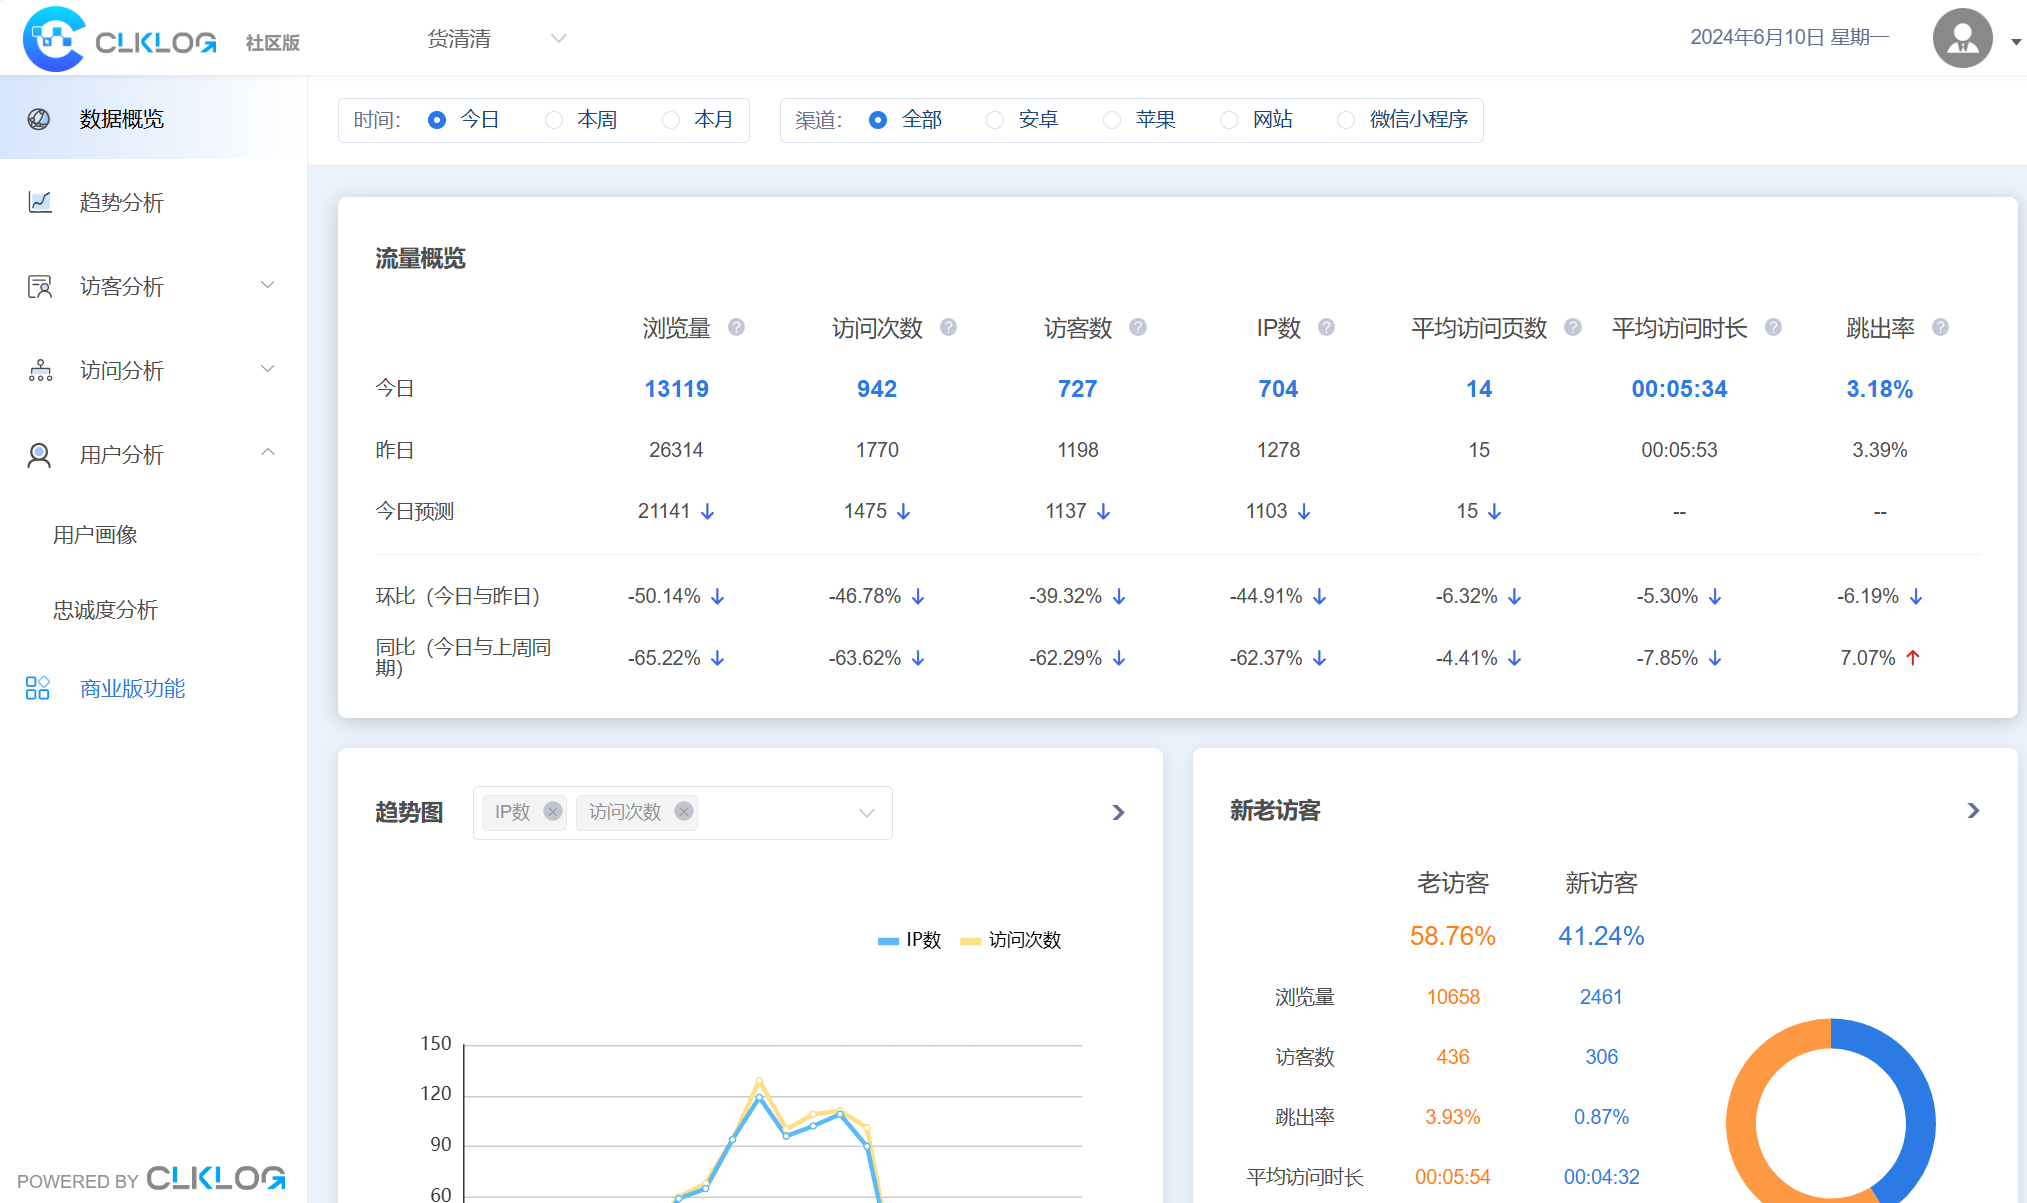 CLKLOG 社区版 货清清 2024年6月10日 星期一
数据概览
趋势分析
访客分析
访问分析
用户分析
用户画像
忠诚度分析
商业版功能
POWERED BY CLKLOG
时间： 今日 本周 本月 渠道： 全部 安卓 苹果 网站 微信小程序
流量概览
浏览量 ? 访问次数 ? 访客数 ? IP数 ? 平均访问页数 ? 平均访问时长 ? 跳出率 ?
今日 13119 942 727 704 14 00:05:34 3.18%
昨日 26314 1770 1198 1278 15 00:05:53 3.39%
今日预测 21141 ↓ 1475 ↓ 1137 ↓ 1103 ↓ 15 ↓ -- --
环比（今日与昨日） -50.14% ↓ -46.78% ↓ -39.32% ↓ -44.91% ↓ -6.32% ↓ -5.30% ↓ -6.19% ↓
同比（今日与上周同
期） -65.22% ↓ -63.62% ↓ -62.29% ↓ -62.37% ↓ -4.41% ↓ -7.85% ↓ 7.07% ↑
趋势图 IP数 访问次数
IP数 访问次数
150
120
90
60
新老访客
老访客 新访客
58.76% 41.24%
浏览量 10658 2461
访客数 436 306
跳出率 3.93% 0.87%
平均访问时长 00:05:54 00:04:32